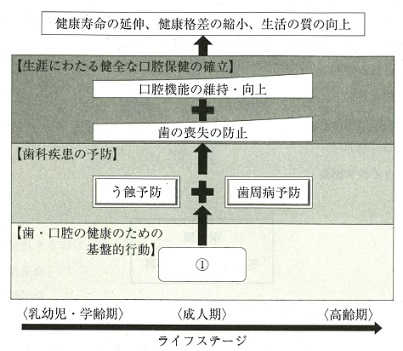 健康寿命の延伸、健康格差の縮小、生活の質の向上
【生涯にわたる健全な口腔保健の確立】
口腔機能の維持・向上
歯の喪失の防止
【歯科疾患の予防】
う蝕予防
歯周病予防
【歯・口腔の健康のための
基盤的行動】
①
〈乳幼児・学齢期〉
〈成人期〉
〈高齢期〉
ライフステージ